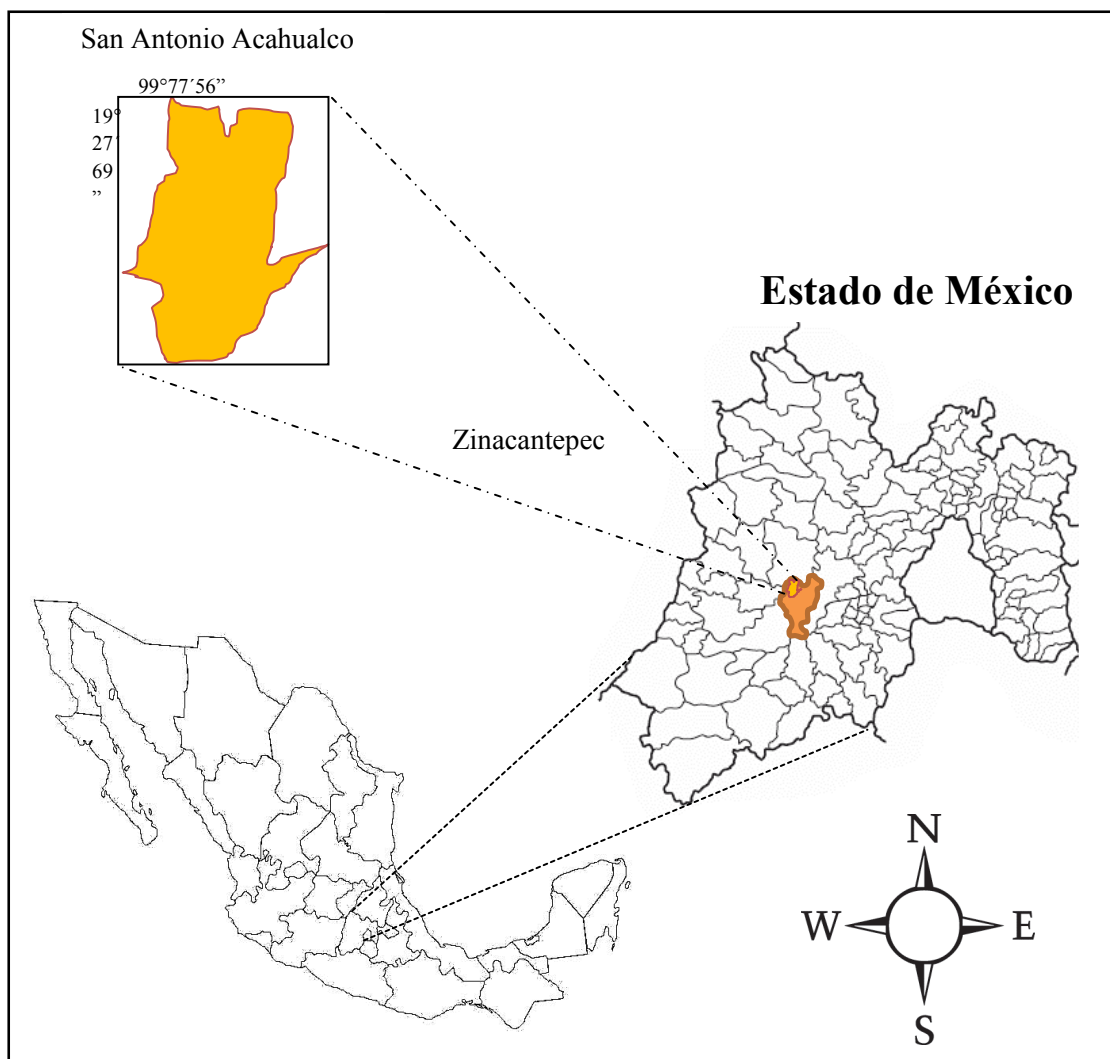 San Antonio Acahualco
99°77´56”
19°
27´
69
”
Estado de México
Zinacantepec
N
W
E
S